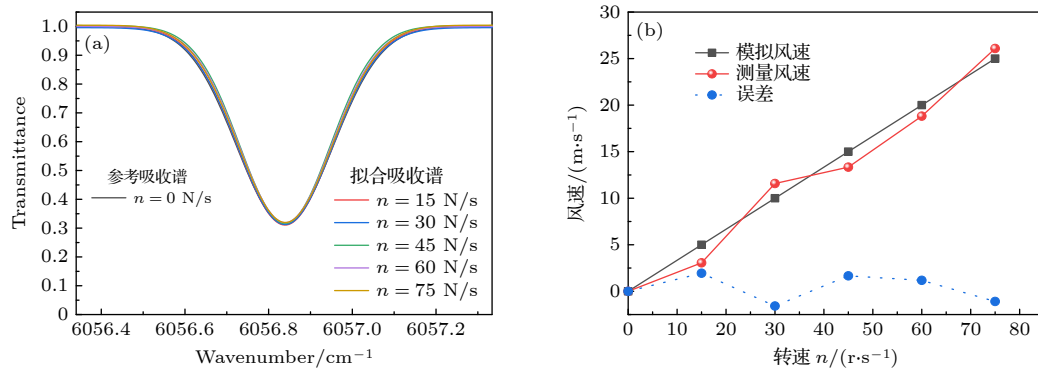 (a)
1.0
0.9
0.8
0.7
0.6
0.5
0.4
0.3
0.2
0.1
0
Transmittance
参考吸收谱
n = 0 N/s
拟合吸收谱
n = 15 N/s
n = 30 N/s
n = 45 N/s
n = 60 N/s
n = 75 N/s
6056.4 6056.6 6056.8 6057.0 6057.2
Wavenumber/cm⁻¹
(b)
30
25
20
15
10
5
0
风速/(m·s⁻¹)
模拟风速
测量风速
误差
0 10 20 30 40 50 60 70 80
转速 n/(r·s⁻¹)